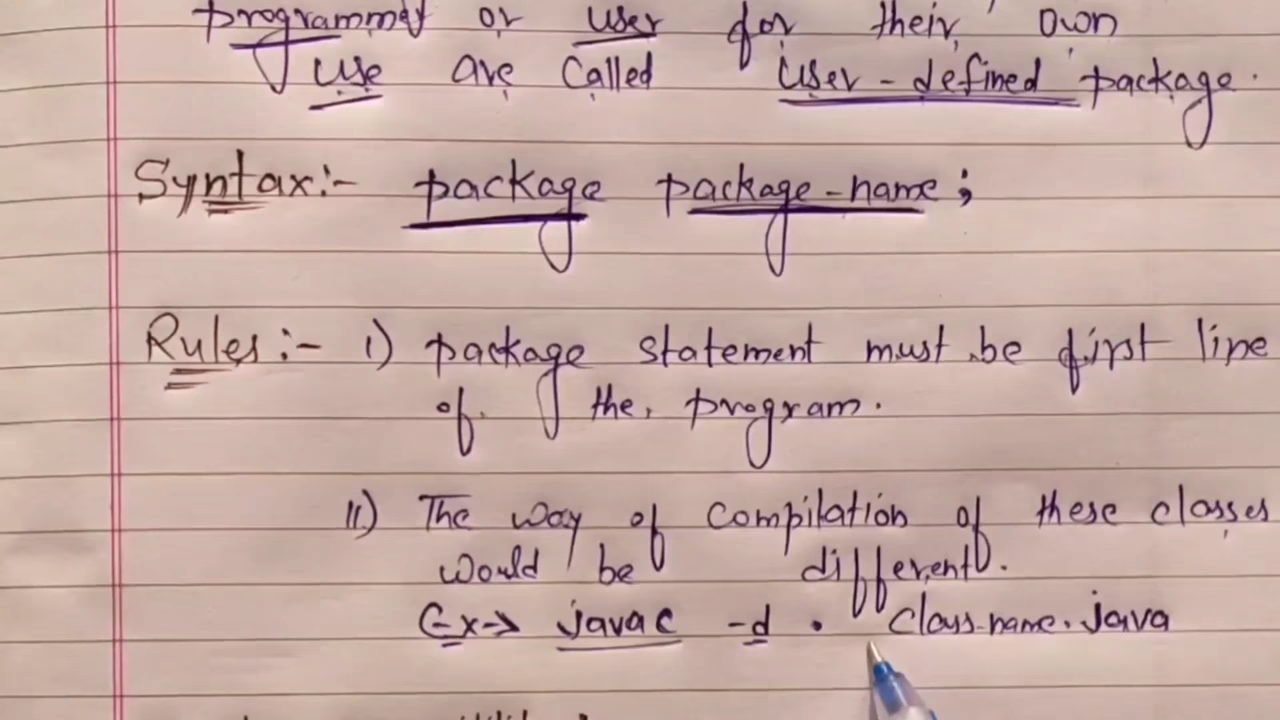 programmer or user for their own
use are called user-defined package.
Syntax:- package package-name;
Rules:- i) package statement must be first line
of the program.
ii) The way of compilation of these classes
would be different.
Ex→ javac -d . Class-name.java